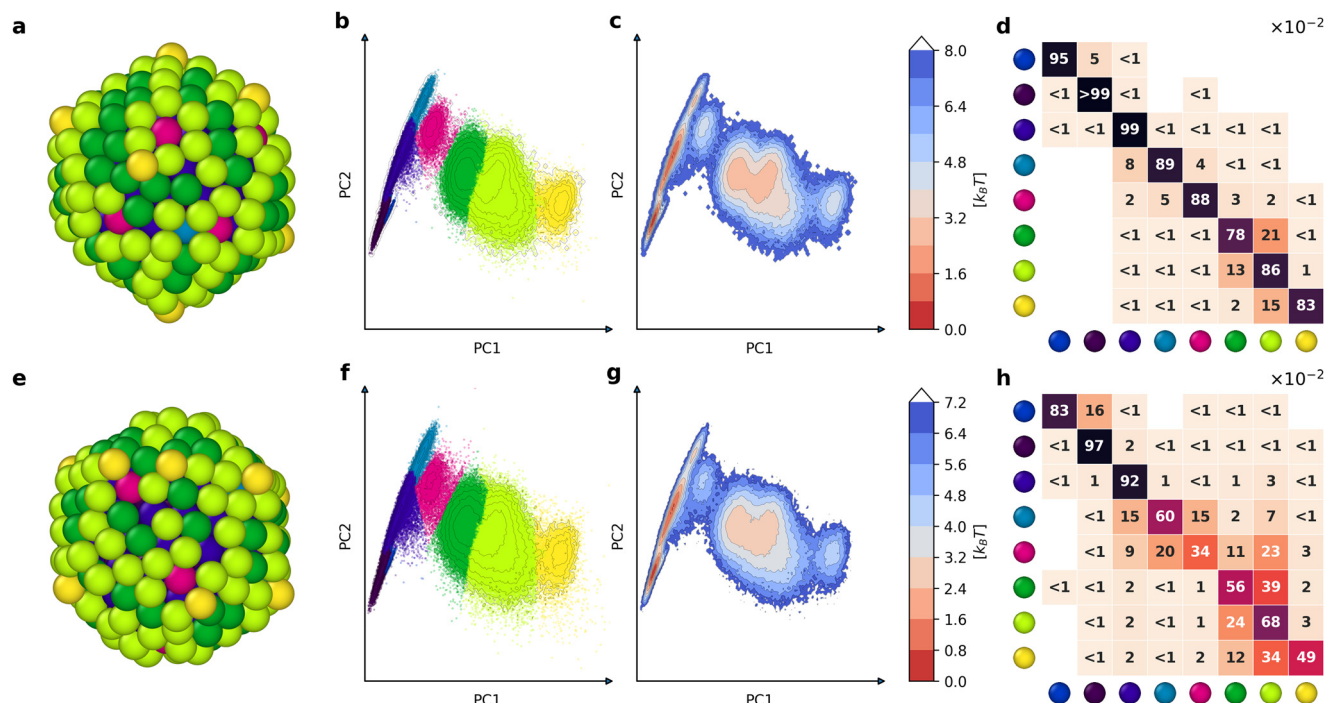 a
b
c
d
×10⁻²
PC2
PC1
PC1
8.0
6.4
4.8
3.2
1.6
0.0
[k_BT]
95 5 <1
<1 >99 <1 <1
<1 <1 99 <1 <1 <1 <1
8 89 4 <1 <1
2 5 88 3 2 <1
<1 <1 <1 78 21 <1
<1 <1 <1 13 86 1
<1 <1 <1 2 15 83
e
f
g
h
×10⁻²
PC2
PC1
PC2
PC1
7.2
6.4
5.6
4.8
4.0
3.2
2.4
1.6
0.8
0.0
[k_BT]
83 16 <1 <1 <1 <1
<1 97 2 <1 <1 <1 <1 <1
<1 1 92 1 <1 1 3 <1
<1 15 60 15 2 7 <1
<1 9 20 34 11 23 3
<1 <1 2 <1 1 56 39 2
<1 2 <1 1 24 68 3
<1 2 <1 2 12 34 49